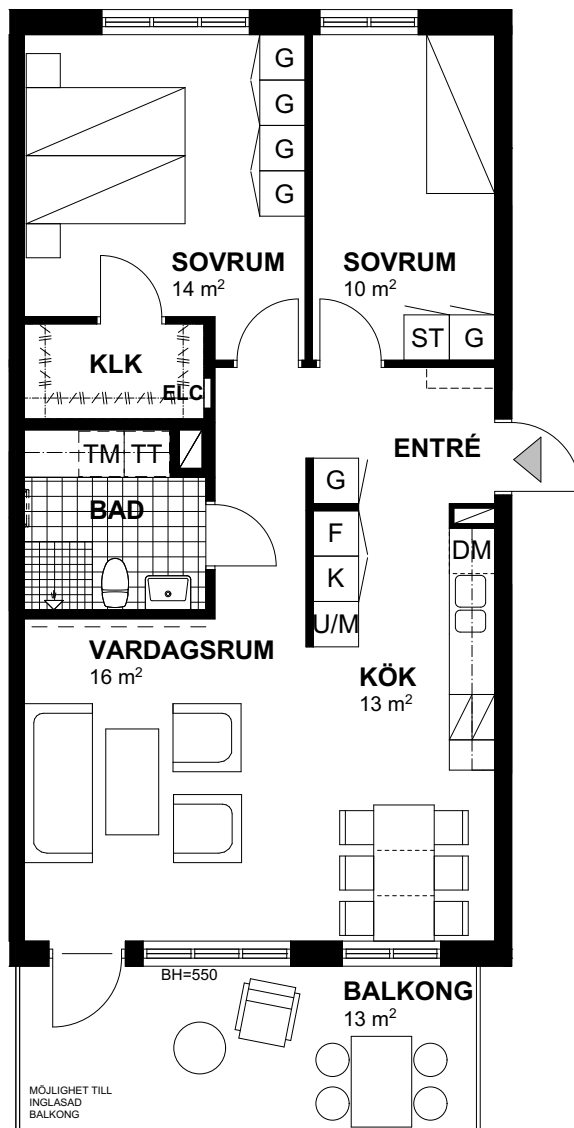 G
G
G
G
SOVRUM
14 m²
SOVRUM
10 m²
ST G
KLK
ELC
ENTRÉ
TM TT
G
BAD
F
DM
K
U/M
VARDAGSRUM
16 m²
KÖK
13 m²
BH=550
BALKONG
13 m²
MÖJLIGHET TILL
INGLASAD
BALKONG